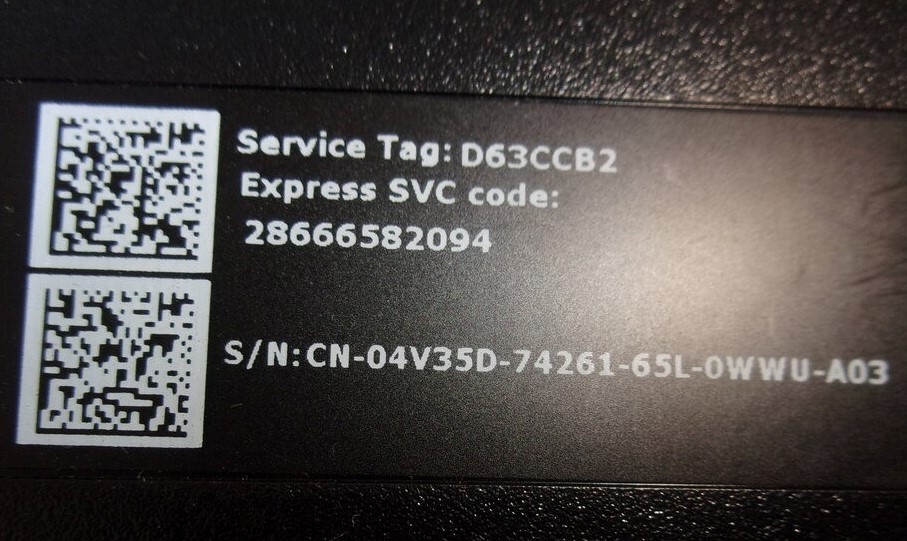 Service Tag: D63CCB2
Express SVC code:
28666582094
S/N:CN-04V35D-74261-65L-0WWU-A03